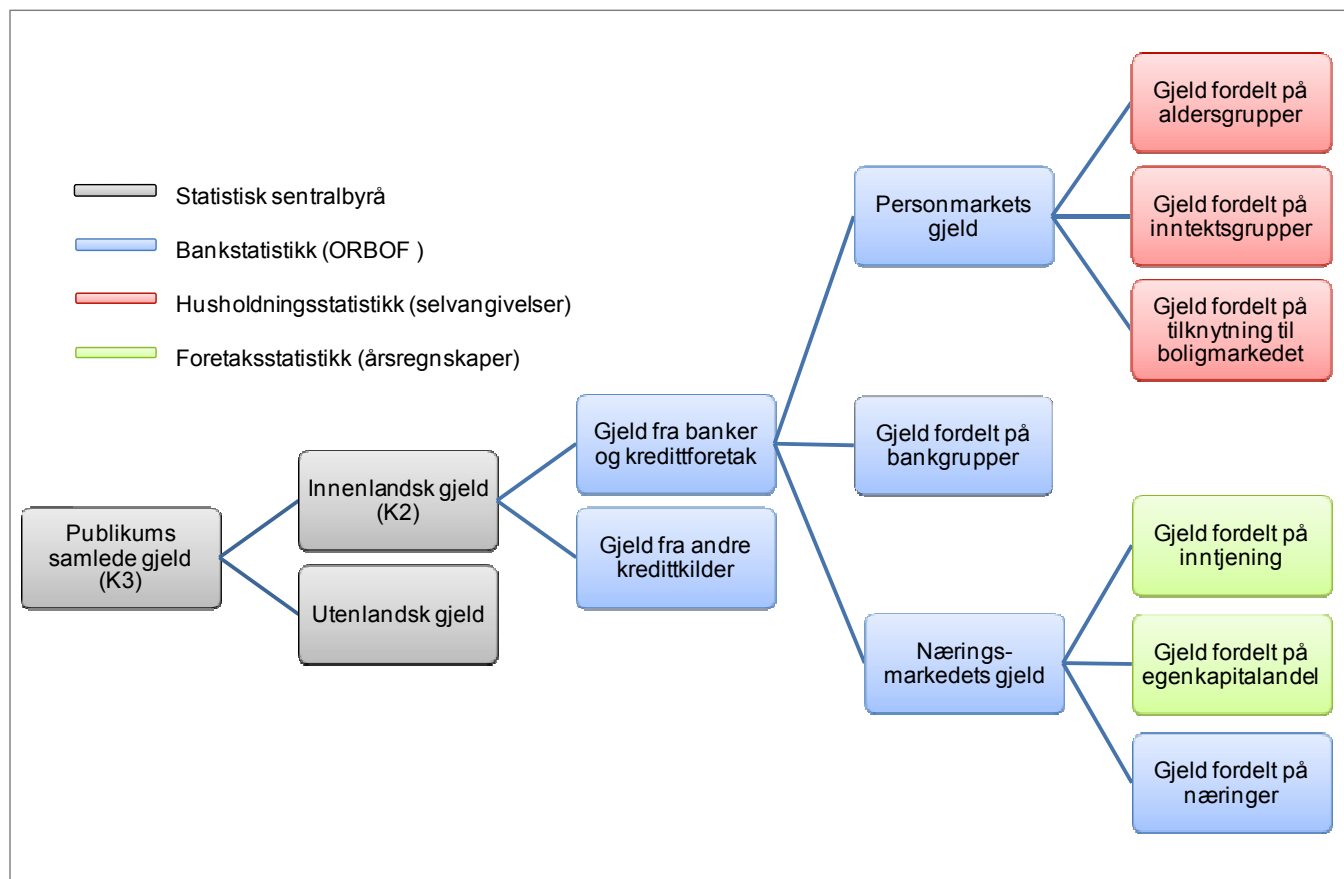 Statistisk sentralbyrå
Bankstatistikk (ORBOF )
Husholdningsstatistikk (selvangivelser)
Foretaksstatistikk (årsregnskaper)
Publikums
samlede gjeld
(K3)
Innenlandsk gjeld
(K2)
Utenlandsk gjeld
Gjeld fra banker
og kredittforetak
Gjeld fra andre
kredittkilder
Personmarkets
gjeld
Gjeld fordelt på
bankgrupper
Nærings-
markedets gjeld
Gjeld fordelt på
aldersgrupper
Gjeld fordelt på
inntektsgrupper
Gjeld fordelt på
tilknytning til
boligmarkedet
Gjeld fordelt på
inntjening
Gjeld fordelt på
egenkapitalandel
Gjeld fordelt på
næringer